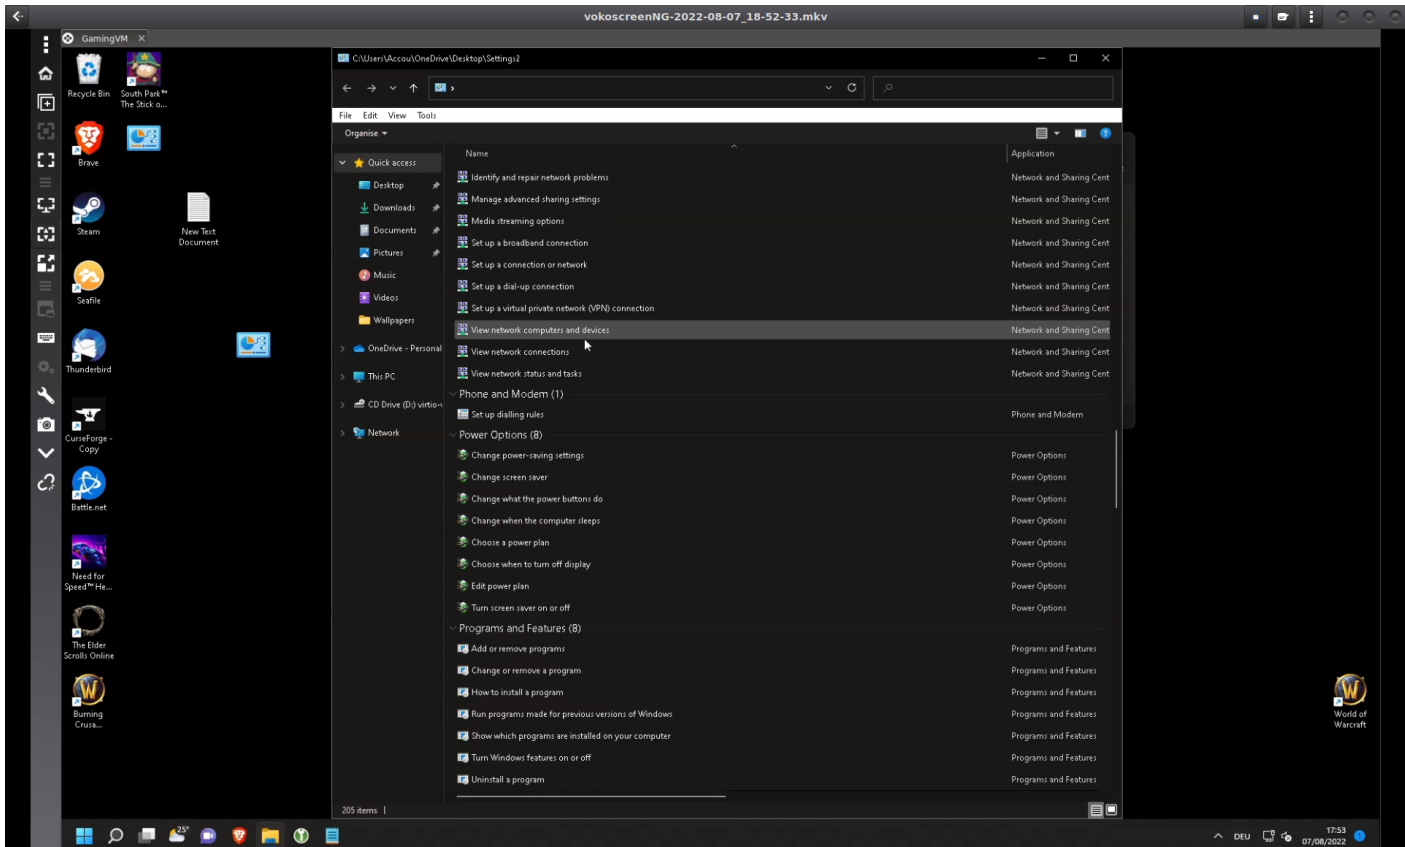 vokoscreenNG-2022-08-07_18-52-33.mkv
GamingVM
Recycle Bin
South Park™
The Stick o...
Brave
Steam
New Text
Document
Seafile
Thunderbird
CurseForge -
Copy
Battle.net
Need for
Speed™ He...
The Elder
Scrolls Online
Burning
Crusa...
World of
Warcraft
C:\Users\Accou\OneDrive\Desktop\Settings2
File Edit View Tools
Organise
Quick access
Desktop
Downloads
Documents
Pictures
Music
Videos
Wallpapers
OneDrive - Personal
This PC
CD Drive (D:) virtio-
Network
Name Application
Identify and repair network problems Network and Sharing Cent
Manage advanced sharing settings Network and Sharing Cent
Media streaming options Network and Sharing Cent
Set up a broadband connection Network and Sharing Cent
Set up a connection or network Network and Sharing Cent
Set up a dial-up connection Network and Sharing Cent
Set up a virtual private network (VPN) connection Network and Sharing Cent
View network computers and devices Network and Sharing Cent
View network connections Network and Sharing Cent
View network status and tasks Network and Sharing Cent
Phone and Modem (1)
Set up dialling rules Phone and Modem
Power Options (8)
Change power-saving settings Power Options
Change screen saver Power Options
Change what the power buttons do Power Options
Change when the computer sleeps Power Options
Choose a power plan Power Options
Choose when to turn off display Power Options
Edit power plan Power Options
Turn screen saver on or off Power Options
Programs and Features (8)
Add or remove programs Programs and Features
Change or remove a program Programs and Features
How to install a program Programs and Features
Run programs made for previous versions of Windows Programs and Features
Show which programs are installed on your computer Programs and Features
Turn Windows features on or off Programs and Features
Uninstall a program Programs and Features
205 items
25°
DEU
17:53
07/08/2022
1